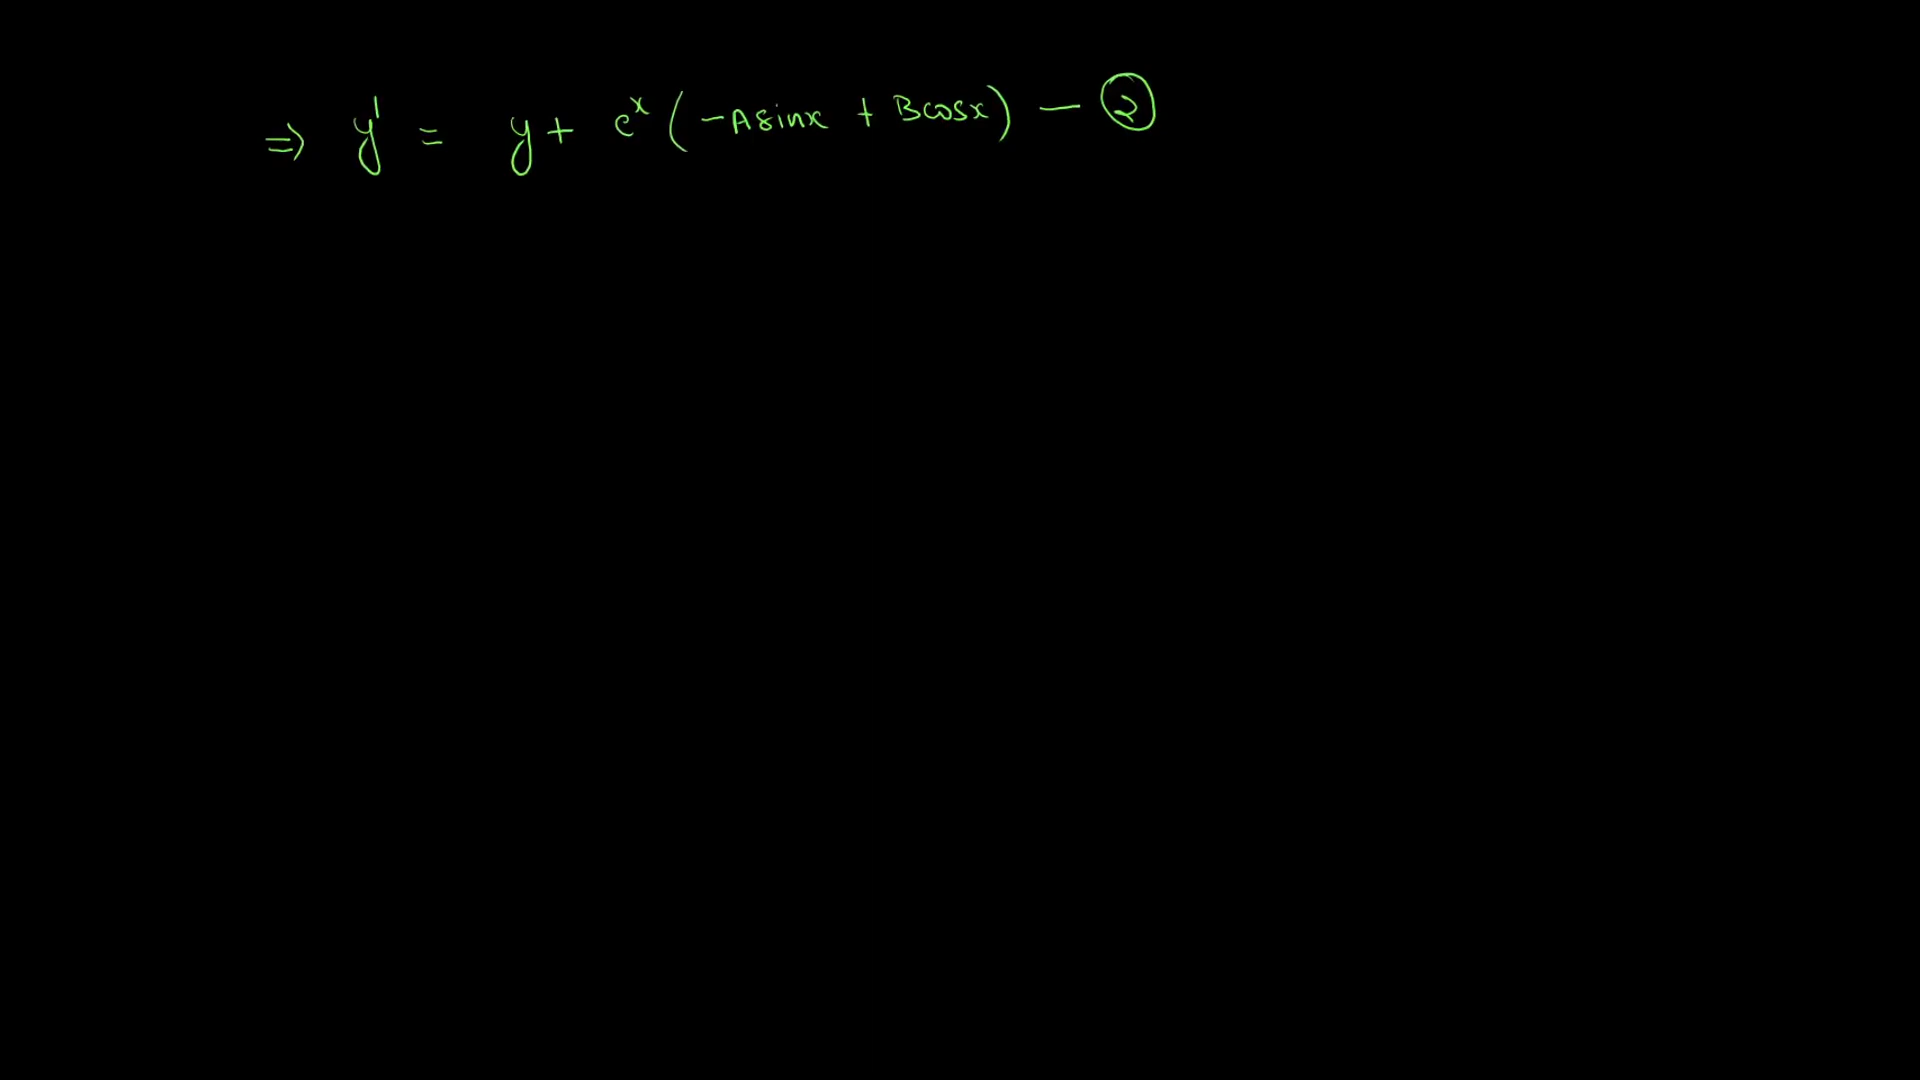 ⇒ y' = y + e^x (-A sinx + B cosx) — ②